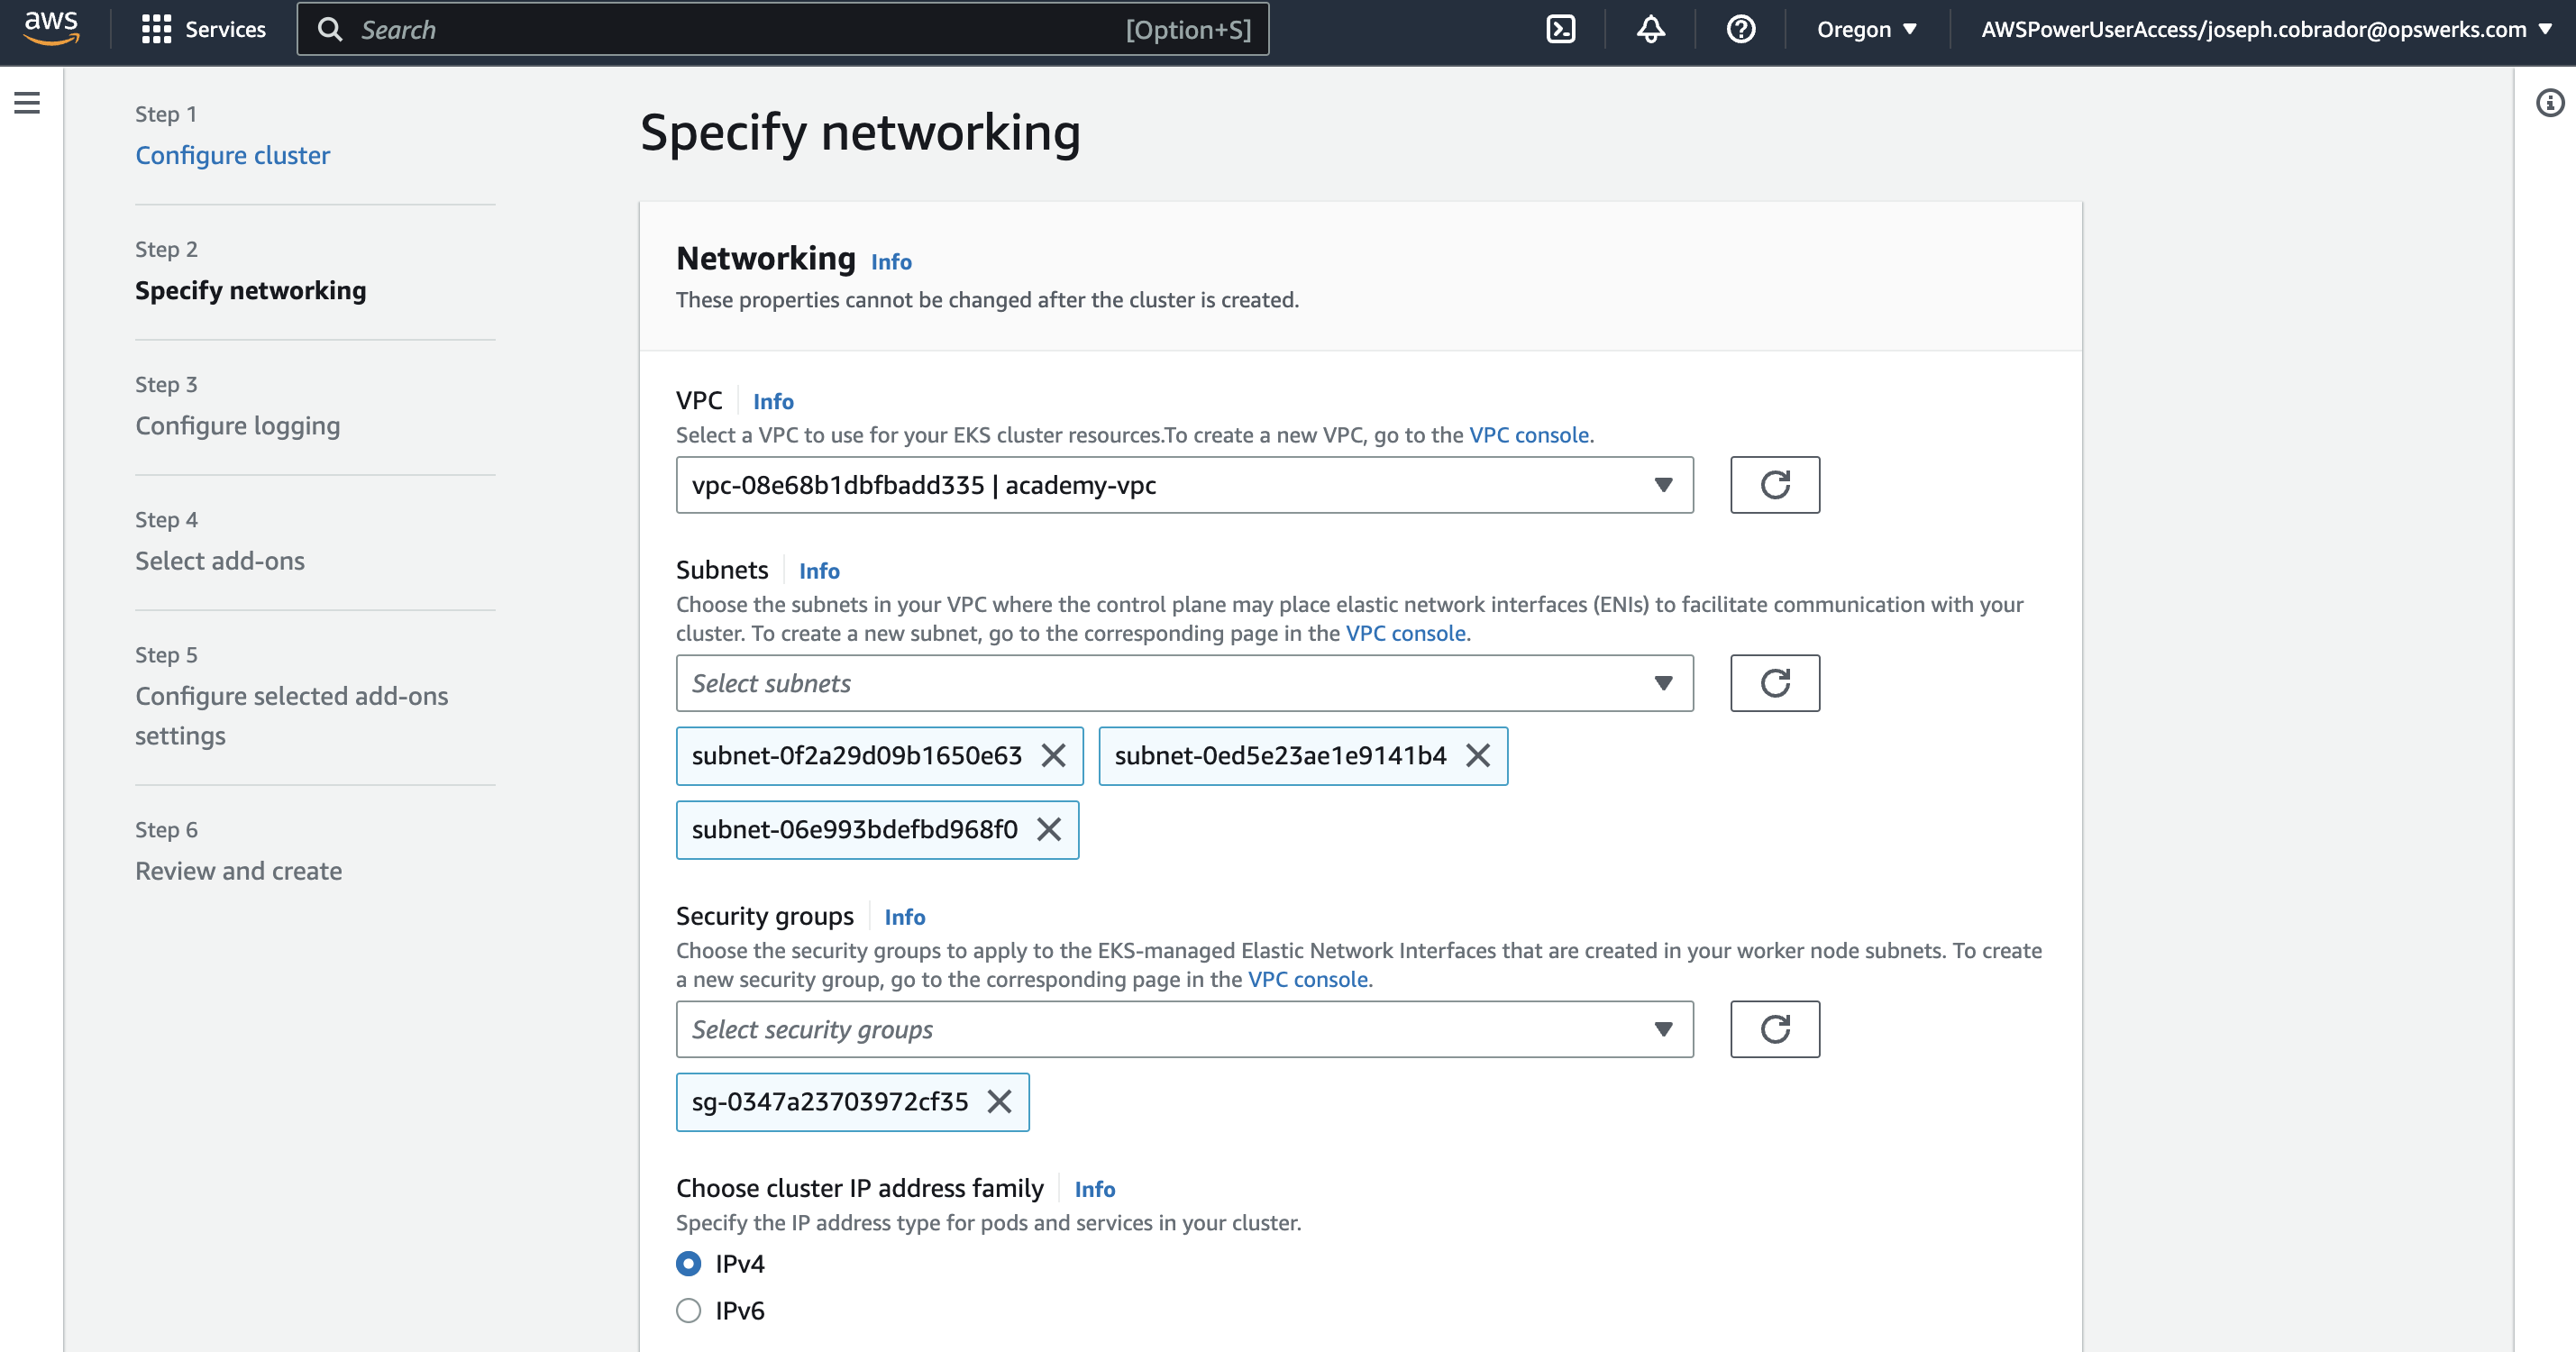 aws
Services
Search
[Option+S]
Oregon
AWSPowerUserAccess/joseph.cobrador@opswerks.com
Step 1
Configure cluster
Step 2
Specify networking
Step 3
Configure logging
Step 4
Select add-ons
Step 5
Configure selected add-ons
settings
Step 6
Review and create
Specify networking
Networking Info
These properties cannot be changed after the cluster is created.
VPC Info
Select a VPC to use for your EKS cluster resources.To create a new VPC, go to the VPC console.
vpc-08e68b1dbfbadd335 | academy-vpc
Subnets Info
Choose the subnets in your VPC where the control plane may place elastic network interfaces (ENIs) to facilitate communication with your
cluster. To create a new subnet, go to the corresponding page in the VPC console.
Select subnets
subnet-0f2a29d09b1650e63
subnet-0ed5e23ae1e9141b4
subnet-06e993bdefbd968f0
Security groups Info
Choose the security groups to apply to the EKS-managed Elastic Network Interfaces that are created in your worker node subnets. To create
a new security group, go to the corresponding page in the VPC console.
Select security groups
sg-0347a23703972cf35
Choose cluster IP address family Info
Specify the IP address type for pods and services in your cluster.
IPv4
IPv6